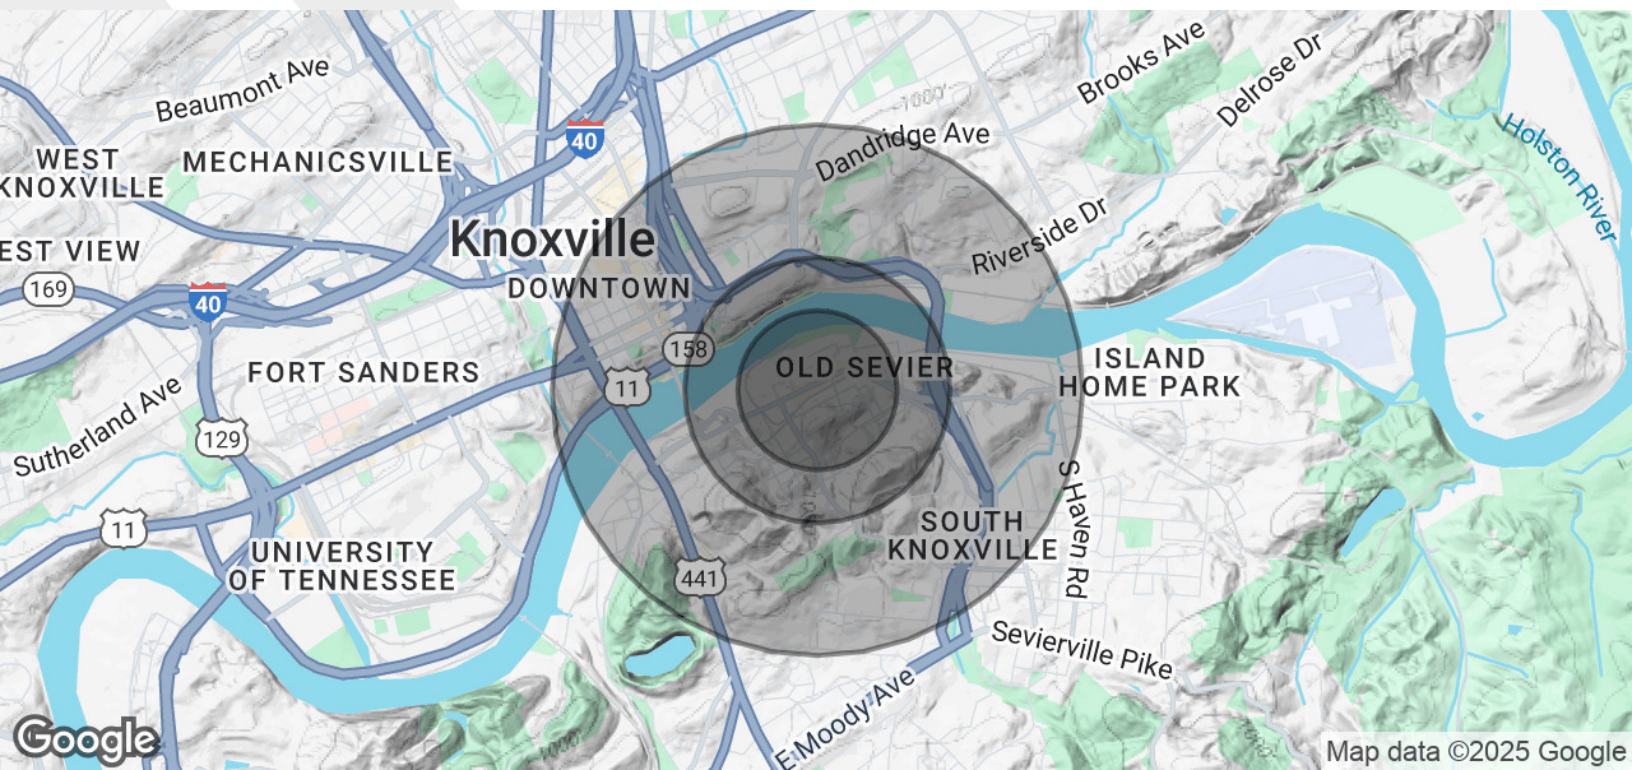 Beaumont Ave
Brooks Ave
Delrose Dr
40
1000'
Dandridge Ave
Holston River
WEST
KNOXVILLE
MECHANICSVILLE
Riverside Dr
Knoxville
EST VIEW
169
40
DOWNTOWN
158
11
OLD SEVIER
ISLAND
HOME PARK
FORT SANDERS
Sutherland Ave
129
11
S Haven Rd
SOUTH
KNOXVILLE
UNIVERSITY
OF TENNESSEE
441
Sevierville Pike
E Moody Ave
1000'
Google
Map data ©2025 Google